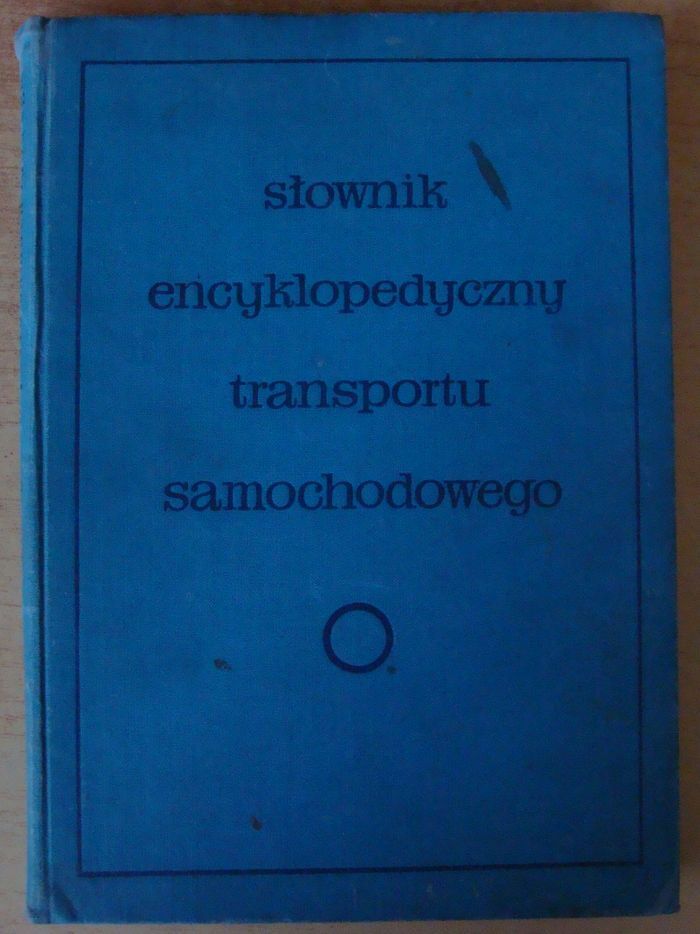 słownik
encyklopedyczny
transportu
samochodowego